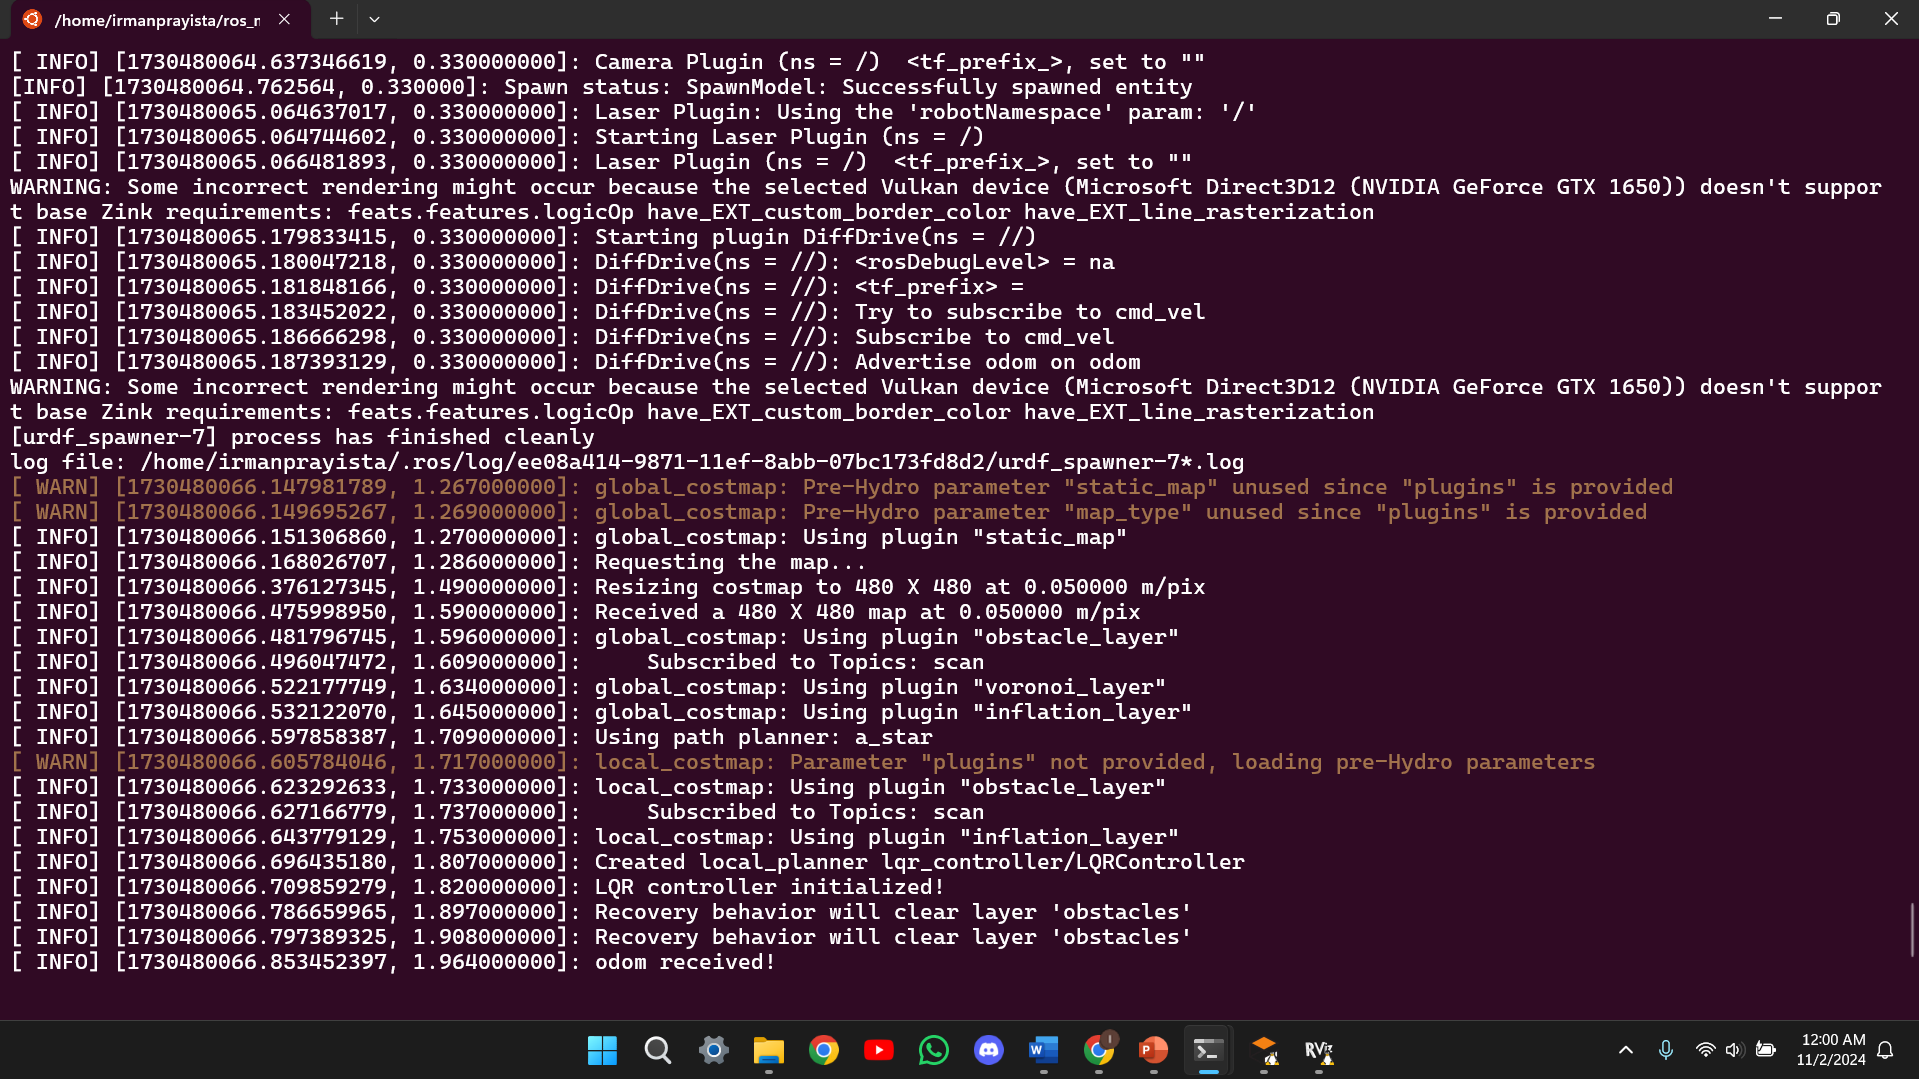 /home/irmanprayista/ros_r
[ INFO] [1730480064.637346619, 0.330000000]: Camera Plugin (ns = /)  <tf_prefix_>, set to ""
[INFO] [1730480064.762564, 0.330000]: Spawn status: SpawnModel: Successfully spawned entity
[ INFO] [1730480065.064637017, 0.330000000]: Laser Plugin: Using the 'robotNamespace' param: '/'
[ INFO] [1730480065.064744602, 0.330000000]: Starting Laser Plugin (ns = /)
[ INFO] [1730480065.066481893, 0.330000000]: Laser Plugin (ns = /)  <tf_prefix_>, set to ""
WARNING: Some incorrect rendering might occur because the selected Vulkan device (Microsoft Direct3D12 (NVIDIA GeForce GTX 1650)) doesn't suppor
t base Zink requirements: feats.features.logicOp have_EXT_custom_border_color have_EXT_line_rasterization
[ INFO] [1730480065.179833415, 0.330000000]: Starting plugin DiffDrive(ns = //)
[ INFO] [1730480065.180047218, 0.330000000]: DiffDrive(ns = //): <rosDebugLevel> = na
[ INFO] [1730480065.181848166, 0.330000000]: DiffDrive(ns = //): <tf_prefix> =
[ INFO] [1730480065.183452022, 0.330000000]: DiffDrive(ns = //): Try to subscribe to cmd_vel
[ INFO] [1730480065.186666298, 0.330000000]: DiffDrive(ns = //): Subscribe to cmd_vel
[ INFO] [1730480065.187393129, 0.330000000]: DiffDrive(ns = //): Advertise odom on odom
WARNING: Some incorrect rendering might occur because the selected Vulkan device (Microsoft Direct3D12 (NVIDIA GeForce GTX 1650)) doesn't suppor
t base Zink requirements: feats.features.logicOp have_EXT_custom_border_color have_EXT_line_rasterization
[urdf_spawner-7] process has finished cleanly
log file: /home/irmanprayista/.ros/log/ee08a414-9871-11ef-8abb-07bc173fd8d2/urdf_spawner-7*.log
[ WARN] [1730480066.147981789, 1.267000000]: global_costmap: Pre-Hydro parameter "static_map" unused since "plugins" is provided
[ WARN] [1730480066.149695267, 1.269000000]: global_costmap: Pre-Hydro parameter "map_type" unused since "plugins" is provided
[ INFO] [1730480066.151306860, 1.270000000]: global_costmap: Using plugin "static_map"
[ INFO] [1730480066.168026707, 1.286000000]: Requesting the map...
[ INFO] [1730480066.376127345, 1.490000000]: Resizing costmap to 480 X 480 at 0.050000 m/pix
[ INFO] [1730480066.475998950, 1.590000000]: Received a 480 X 480 map at 0.050000 m/pix
[ INFO] [1730480066.481796745, 1.596000000]: global_costmap: Using plugin "obstacle_layer"
[ INFO] [1730480066.496047472, 1.609000000]:     Subscribed to Topics: scan
[ INFO] [1730480066.522177749, 1.634000000]: global_costmap: Using plugin "voronoi_layer"
[ INFO] [1730480066.532122070, 1.645000000]: global_costmap: Using plugin "inflation_layer"
[ INFO] [1730480066.597858387, 1.709000000]: Using path planner: a_star
[ WARN] [1730480066.605784046, 1.717000000]: local_costmap: Parameter "plugins" not provided, loading pre-Hydro parameters
[ INFO] [1730480066.623292633, 1.733000000]: local_costmap: Using plugin "obstacle_layer"
[ INFO] [1730480066.627166779, 1.737000000]:     Subscribed to Topics: scan
[ INFO] [1730480066.643779129, 1.753000000]: local_costmap: Using plugin "inflation_layer"
[ INFO] [1730480066.696435180, 1.807000000]: Created local_planner lqr_controller/LQRController
[ INFO] [1730480066.709859279, 1.820000000]: LQR controller initialized!
[ INFO] [1730480066.786659965, 1.897000000]: Recovery behavior will clear layer 'obstacles'
[ INFO] [1730480066.797389325, 1.908000000]: Recovery behavior will clear layer 'obstacles'
[ INFO] [1730480066.853452397, 1.964000000]: odom received!
W
I
P
RViz
12:00 AM
11/2/2024